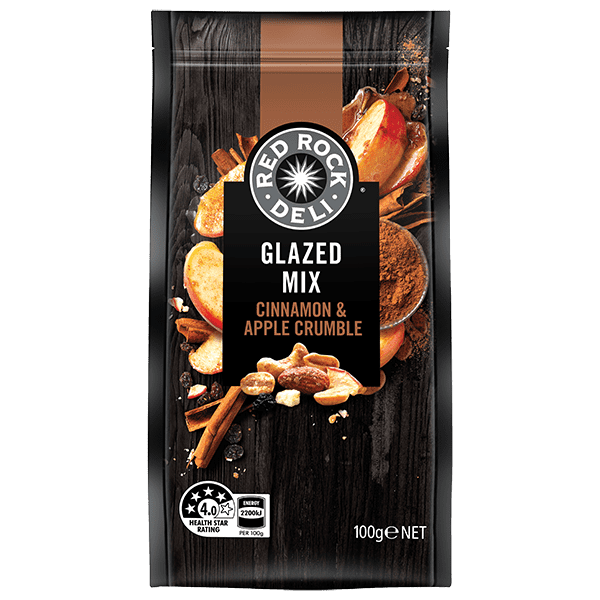 RED ROCK
DELI
®
GLAZED
MIX
CINNAMON &
APPLE CRUMBLE
4.0
HEALTH STAR
RATING
ENERGY
2200kJ
PER 100g
100g℮ NET